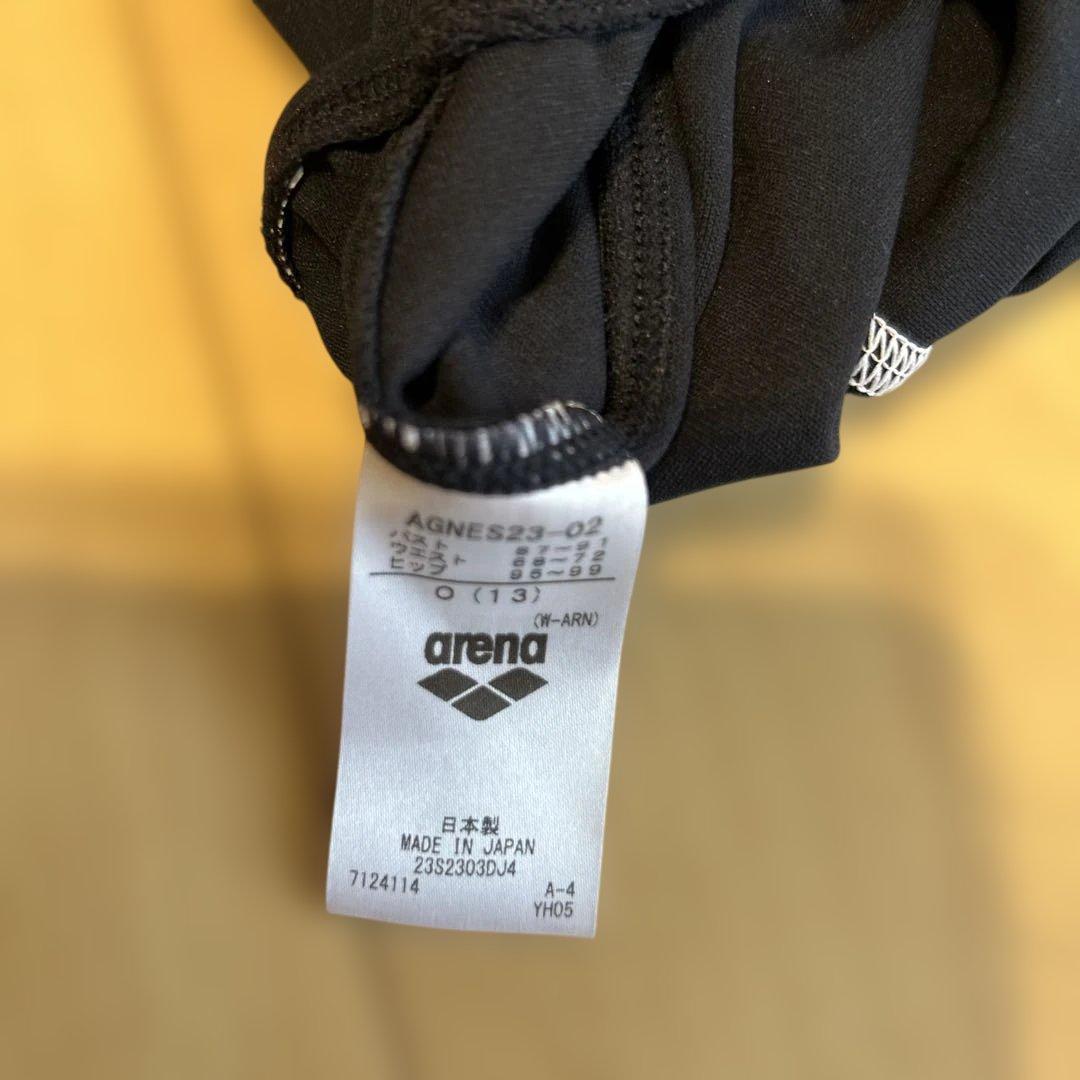 AGNES23-02
バスト 87~91
ウエスト 66~72
ヒップ 95~99
O (13)
(W-ARN)
arena
日本製
MADE IN JAPAN
23S2303DJ4
7124114 A-4
YH05